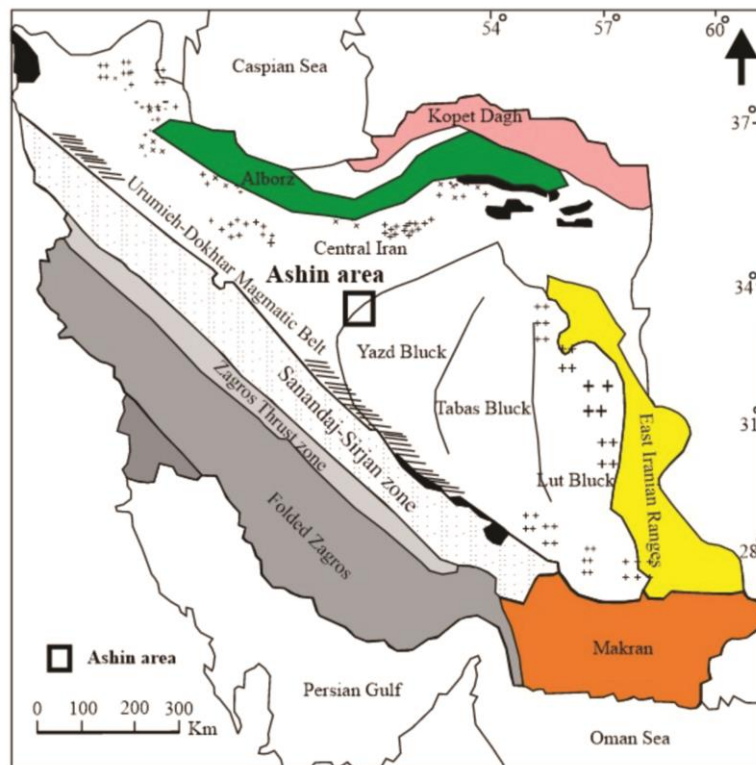 54°
57°
60°
Caspian Sea
Kopet Dagh
37°
Alborz
Urumieh-Dokhtar Magmatic Belt
Central Iran
Ashin area
34°
Yazd Bluck
Zagros Thrust zone
Sanandaj-Sirjan zone
Tabas Bluck
31°
Lut Bluck
East Iranian Ranges
Folded Zagros
28°
Makran
Ashin area
Persian Gulf
0 100 200 300
Km
Oman Sea